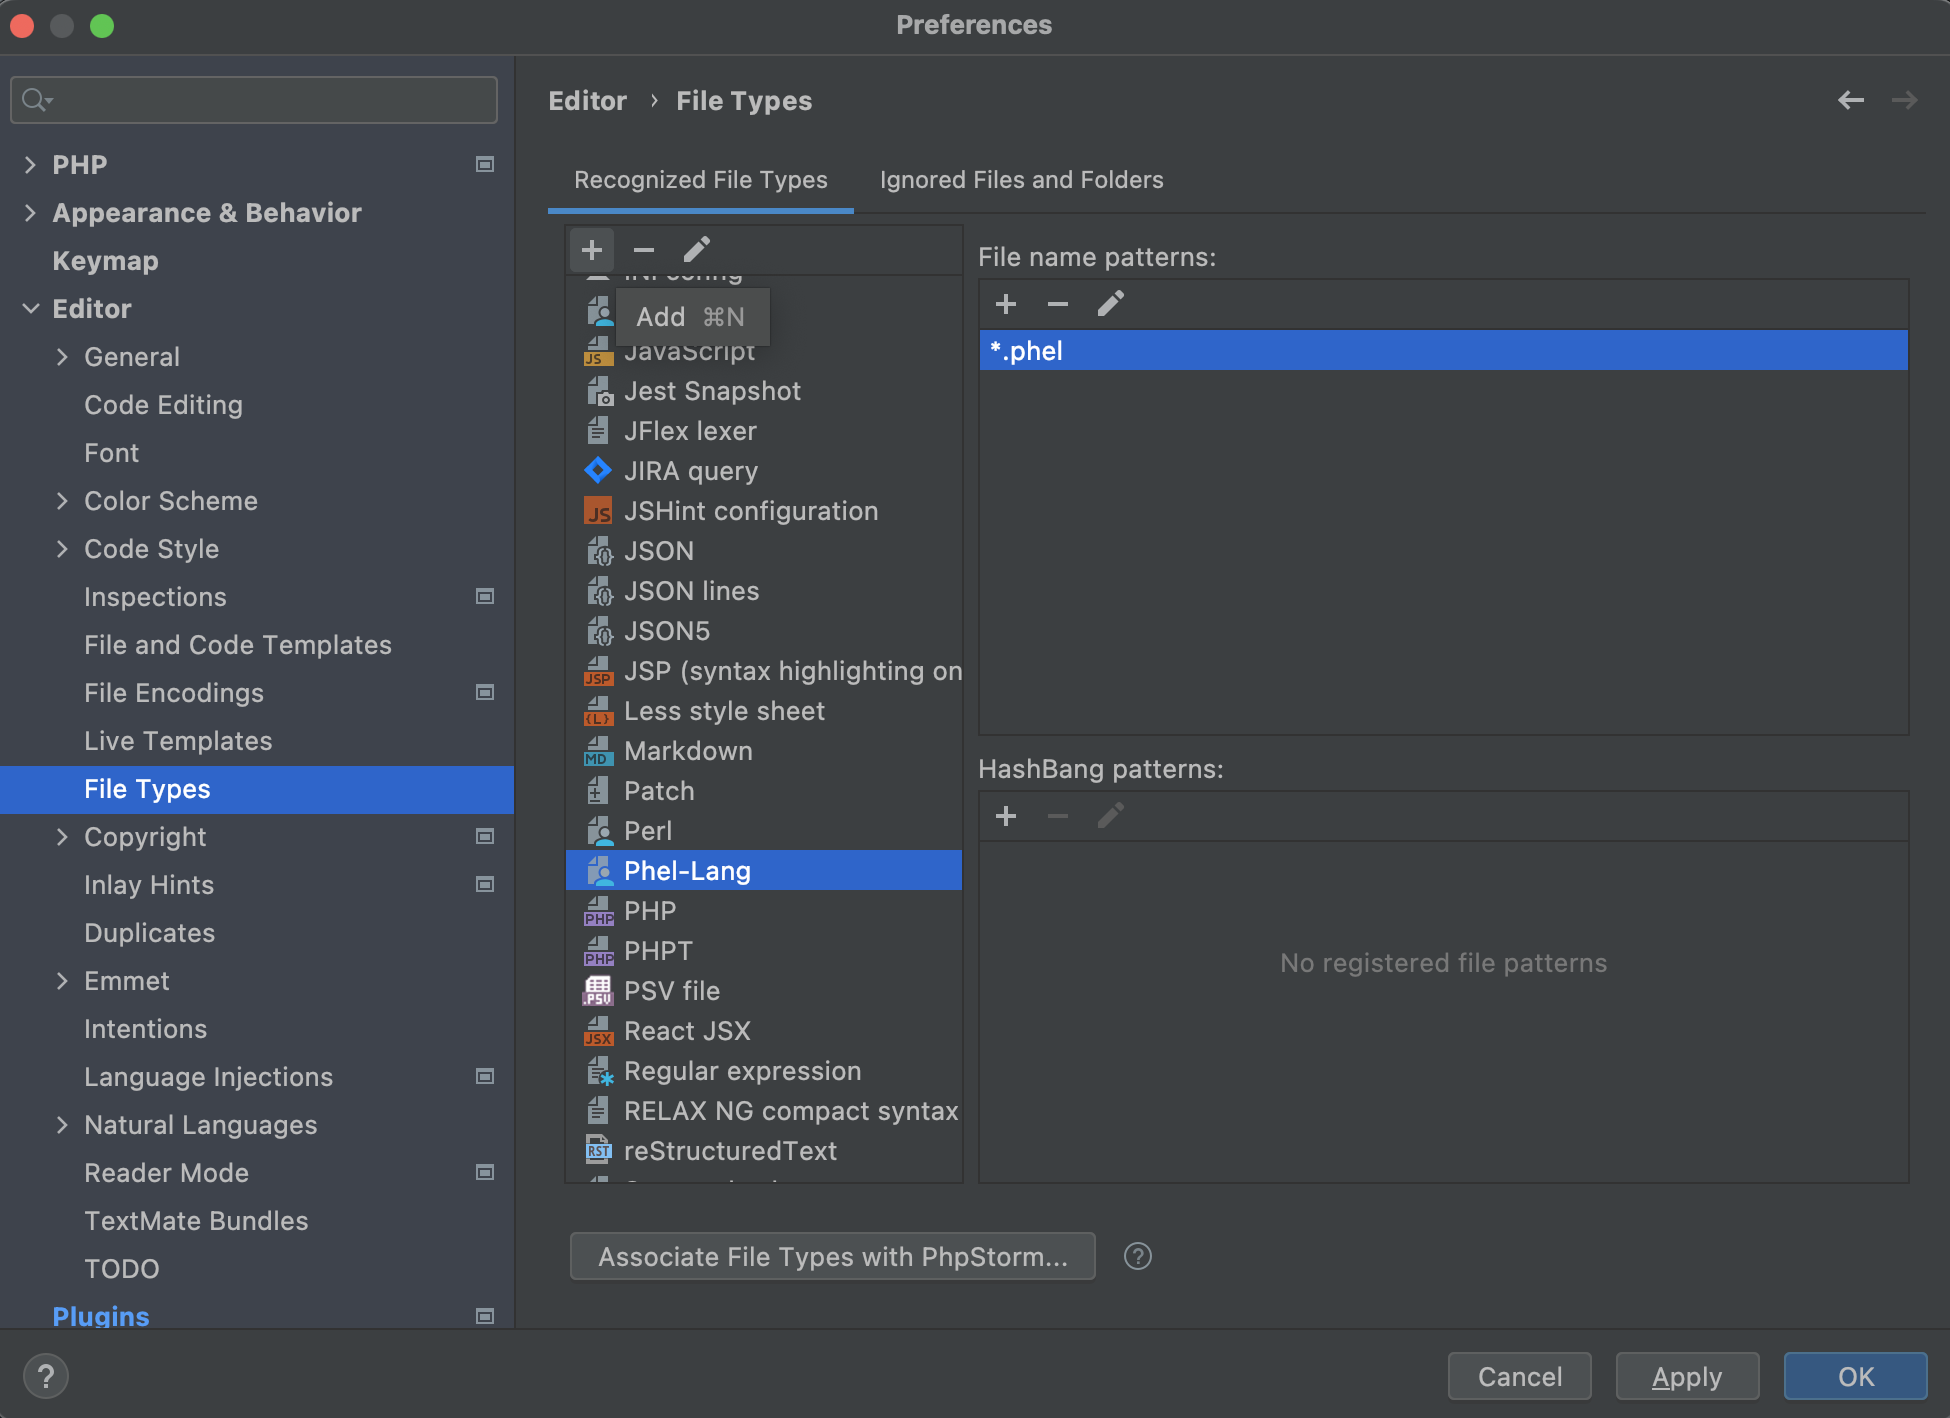 Preferences
PHP
Appearance & Behavior
Keymap
Editor
General
Code Editing
Font
Color Scheme
Code Style
Inspections
File and Code Templates
File Encodings
Live Templates
File Types
Copyright
Inlay Hints
Duplicates
Emmet
Intentions
Language Injections
Natural Languages
Reader Mode
TextMate Bundles
TODO
Plugins
Editor › File Types
Recognized File Types
Ignored Files and Folders
Add ⌘N
JavaScript
Jest Snapshot
JFlex lexer
JIRA query
JSHint configuration
JSON
JSON lines
JSON5
JSP (syntax highlighting on
Less style sheet
Markdown
Patch
Perl
Phel-Lang
PHP
PHPT
PSV file
React JSX
Regular expression
RELAX NG compact syntax
reStructuredText
File name patterns:
*.phel
HashBang patterns:
No registered file patterns
Associate File Types with PhpStorm...
?
?
Cancel
Apply
OK